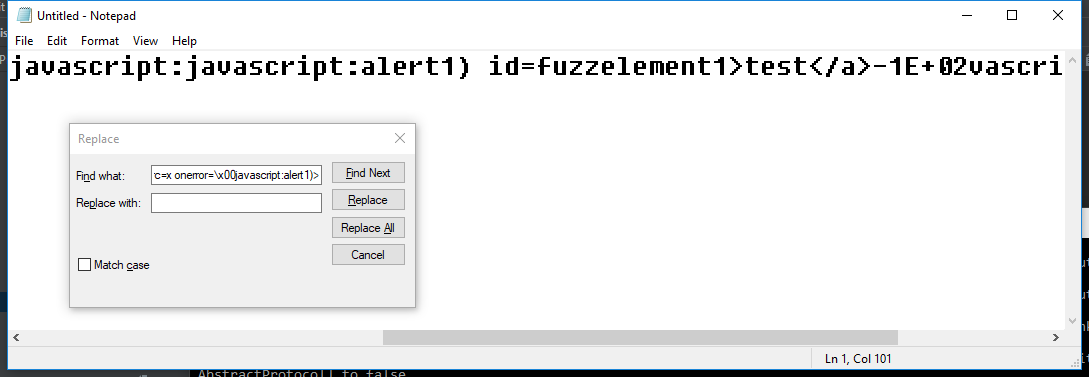 Untitled - Notepad
File Edit Format View Help
javascript:javascript:alert1) id=fuzzelement1>test</a>-1E+02vascri
Replace
Find what: c=x onerror=\x00javascript:alert1)> Find Next
Replace with: Replace
Replace All
Cancel
Match case
Ln 1, Col 101
AbstractProtocol] to false